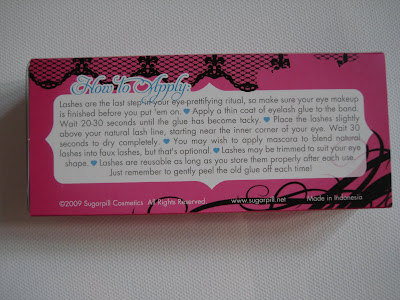 How to Apply:
Lashes are the last step of your eye-prettifying ritual, so make sure your eye makeup
is finished before you put 'em on. ♥ Apply a thin coat of eyelash glue to the band.
Wait 20-30 seconds until the glue has become tacky. ♥ Place the lashes slightly
above your natural lash line, starting near the inner corner of your eye. Wait 30
seconds to dry completely. ♥ You may wish to apply mascara to blend natural
lashes into faux lashes, but that's optional. ♥ Lashes may be trimmed to suit your eye
shape. ♥ Lashes are reusable as long as you store them properly after each use.
Just remember to gently peel the old glue off each time!
©2009 Sugarpill Cosmetics All Rights Reserved. www.sugarpill.net Made in Indonesia